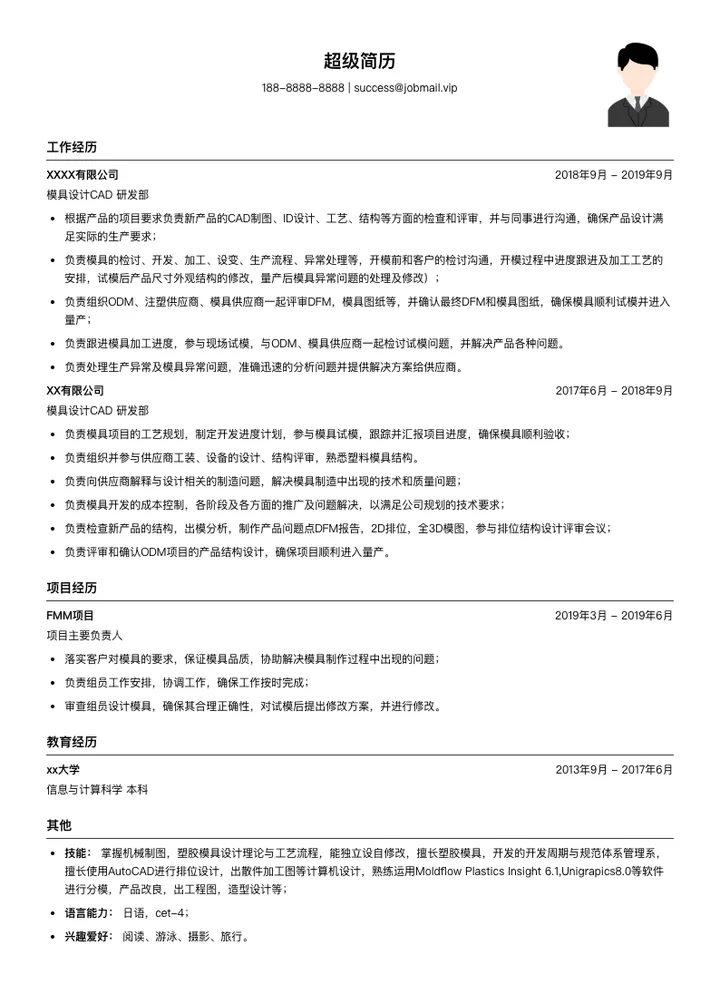 超级简历
188-8888-8888 | success@jobmail.vip
工作经历
XXXX有限公司 2018年9月 - 2019年9月
模具设计CAD 研发部
• 根据产品的项目要求负责新产品的CAD制图、ID设计、工艺、结构等方面的检查和评审，并与同事进行沟通，确保产品设计满
足实际的生产要求；
• 负责模具的检讨、开发、加工、设变、生产流程、异常处理等，开模前和客户的检讨沟通，开模过程中进度跟进及加工工艺的
安排，试模后产品尺寸外观结构的修改，量产后模具异常问题的处理及修改）；
• 负责组织ODM、注塑供应商、模具供应商一起评审DFM，模具图纸等，并确认最终DFM和模具图纸，确保模具顺利试模并进入
量产；
• 负责跟进模具加工进度，参与现场试模，与ODM、模具供应商一起检讨试模问题，并解决产品各种问题。
• 负责处理生产异常及模具异常问题，准确迅速的分析问题并提供解决方案给供应商。
XX有限公司 2017年6月 - 2018年9月
模具设计CAD 研发部
• 负责模具项目的工艺规划，制定开发进度计划，参与模具试模，跟踪并汇报项目进度，确保模具顺利验收；
• 负责组织并参与供应商工装、设备的设计、结构评审，熟悉塑料模具结构。
• 负责向供应商解释与设计相关的制造问题，解决模具制造中出现的技术和质量问题；
• 负责模具开发的成本控制，各阶段及各方面的推广及问题解决，以满足公司规划的技术要求；
• 负责检查新产品的结构，出模分析，制作产品问题点DFM报告，2D排位，全3D模图，参与排位结构设计评审会议；
• 负责评审和确认ODM项目的产品结构设计，确保项目顺利进入量产。
项目经历
FMM项目 2019年3月 - 2019年6月
项目主要负责人
• 落实客户对模具的要求，保证模具品质，协助解决模具制作过程中出现的问题；
• 负责组员工作安排，协调工作，确保工作按时完成；
• 审查组员设计模具，确保其合理正确性，对试模后提出修改方案，并进行修改。
教育经历
xx大学 2013年9月 - 2017年6月
信息与计算科学 本科
其他
• 技能： 掌握机械制图，塑胶模具设计理论与工艺流程，能独立设自修改，擅长塑胶模具，开发的开发周期与规范体系管理系，
擅长使用AutoCAD进行排位设计，出散件加工图等计算机设计，熟练运用Moldflow Plastics Insight 6.1,Unigrapics8.0等软件
进行分模，产品改良，出工程图，造型设计等；
• 语言能力： 日语，cet-4；
• 兴趣爱好： 阅读、游泳、摄影、旅行。